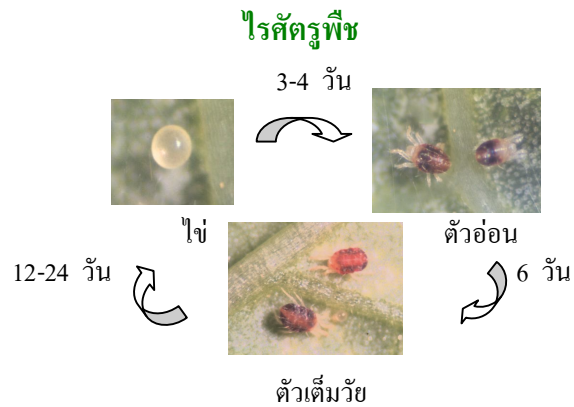 ไรศัตรูพืช
3-4 วัน
ไข่
ตัวอ่อน
12-24 วัน
6 วัน
ตัวเต็มวัย